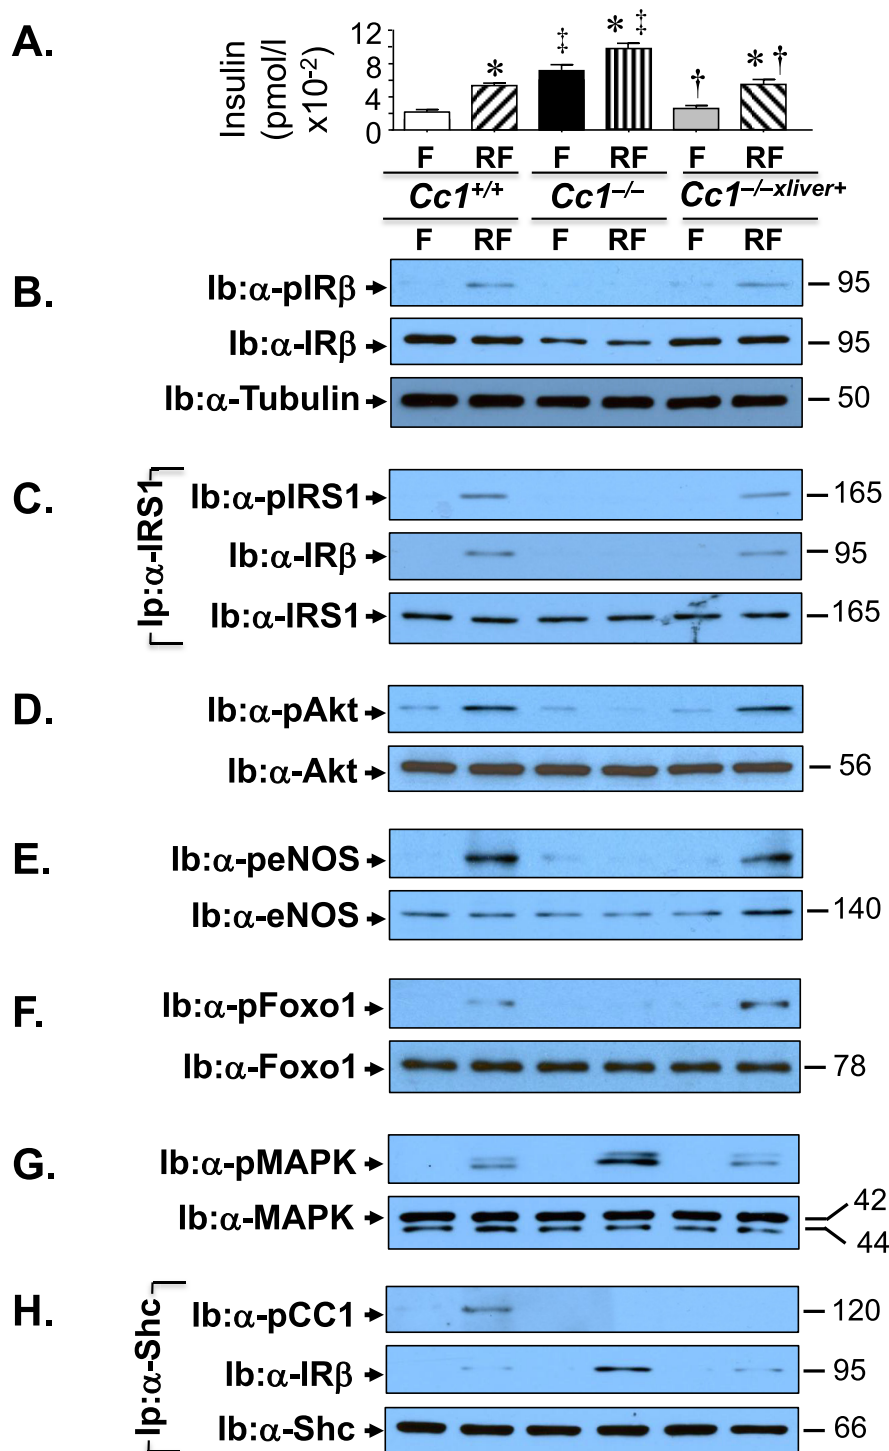 A.
Insulin
(pmol/l
x10-2)
12
8
4
0
*
‡
* ‡
†
* †
F RF F RF F RF
Cc1+/+ Cc1–/– Cc1–/–xliver+
F RF F RF F RF
B.
Ib:α-pIRβ 95
Ib:α-IRβ 95
Ib:α-Tubulin 50
C.
Ip:α-IRS1
Ib:α-pIRS1 165
Ib:α-IRβ 95
Ib:α-IRS1 165
D.
Ib:α-pAkt
Ib:α-Akt 56
E.
Ib:α-peNOS
Ib:α-eNOS 140
F.
Ib:α-pFoxo1
Ib:α-Foxo1 78
G.
Ib:α-pMAPK
Ib:α-MAPK 42
44
H.
Ip:α-Shc
Ib:α-pCC1 120
Ib:α-IRβ 95
Ib:α-Shc 66